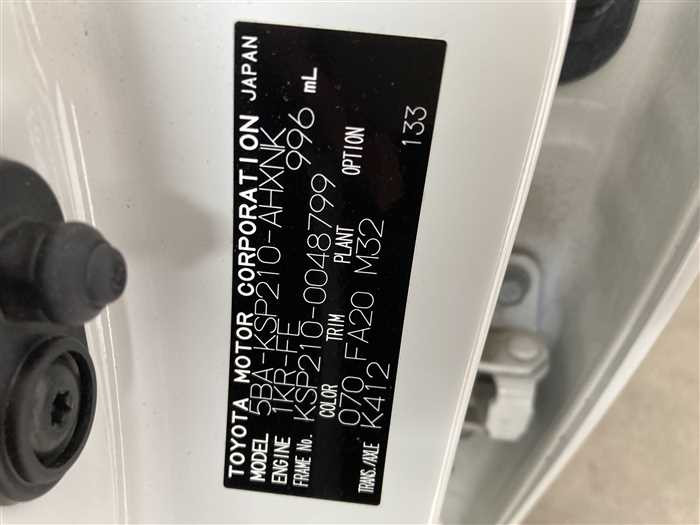 TOYOTA MOTOR CORPORATION JAPAN
MODEL 5BA-KSP210-AHXNK
ENGINE 1KR-FE 996 mL
FRAME No. KSP210-0048799
COLOR TRIM PLANT OPTION
070 FA20 M32
TRANS./AXLE K412 133